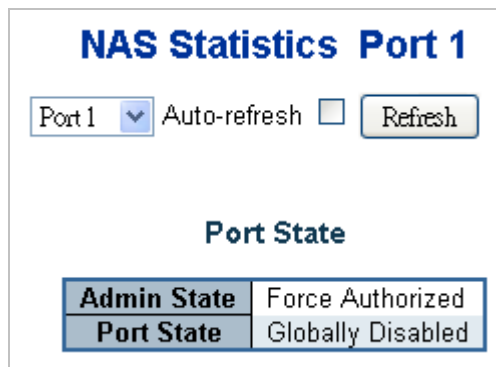 NAS Statistics Port 1
Port 1 Auto-refresh Refresh
Port State
Admin State Force Authorized
Port State Globally Disabled